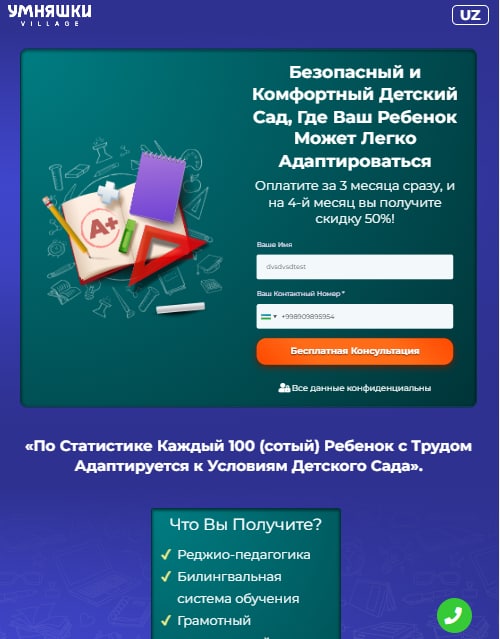 УМНЯШКИ
VILLAGE
UZ
Безопасный и
Комфортный Детский
Сад, Где Ваш Ребенок
Может Легко
Адаптироваться
Оплатите за 3 месяца сразу, и
на 4-й месяц вы получите
скидку 50%!
A+
Ваше Имя
dvsdvsdtest
Ваш Контактный Номер *
+998909895954
Бесплатная Консультация
Все данные конфиденциальны
«По Статистике Каждый 100 (сотый) Ребенок с Трудом
Адаптируется к Условиям Детского Сада».
Что Вы Получите?
Реджио-педагогика
Билингвальная
система обучения
Грамотный